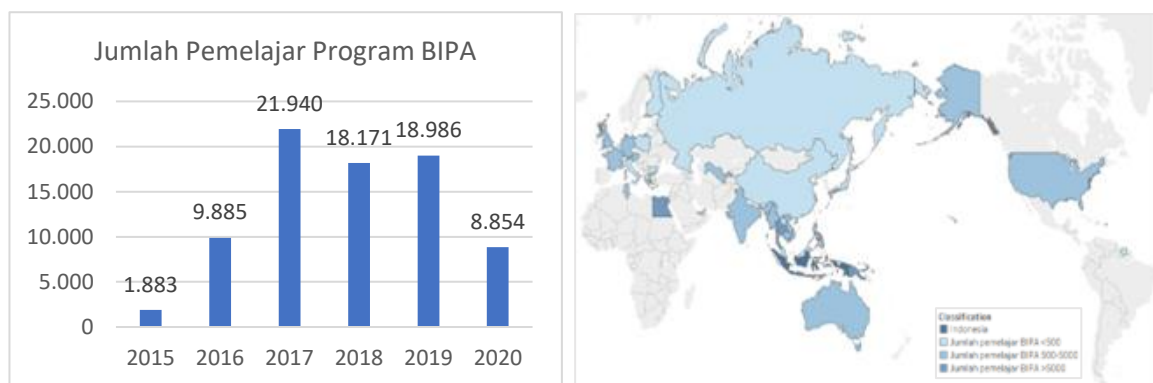 Jumlah Pemelajar Program BIPA
25.000
20.000
15.000
10.000
5.000
0
1.883
9.885
21.940
18.171
18.986
8.854
2015 2016 2017 2018 2019 2020
Classification
Indonesia
Jumlah pemelajar BIPA <500
Jumlah pemelajar BIPA 500-5000
Jumlah pemelajar BIPA >5000